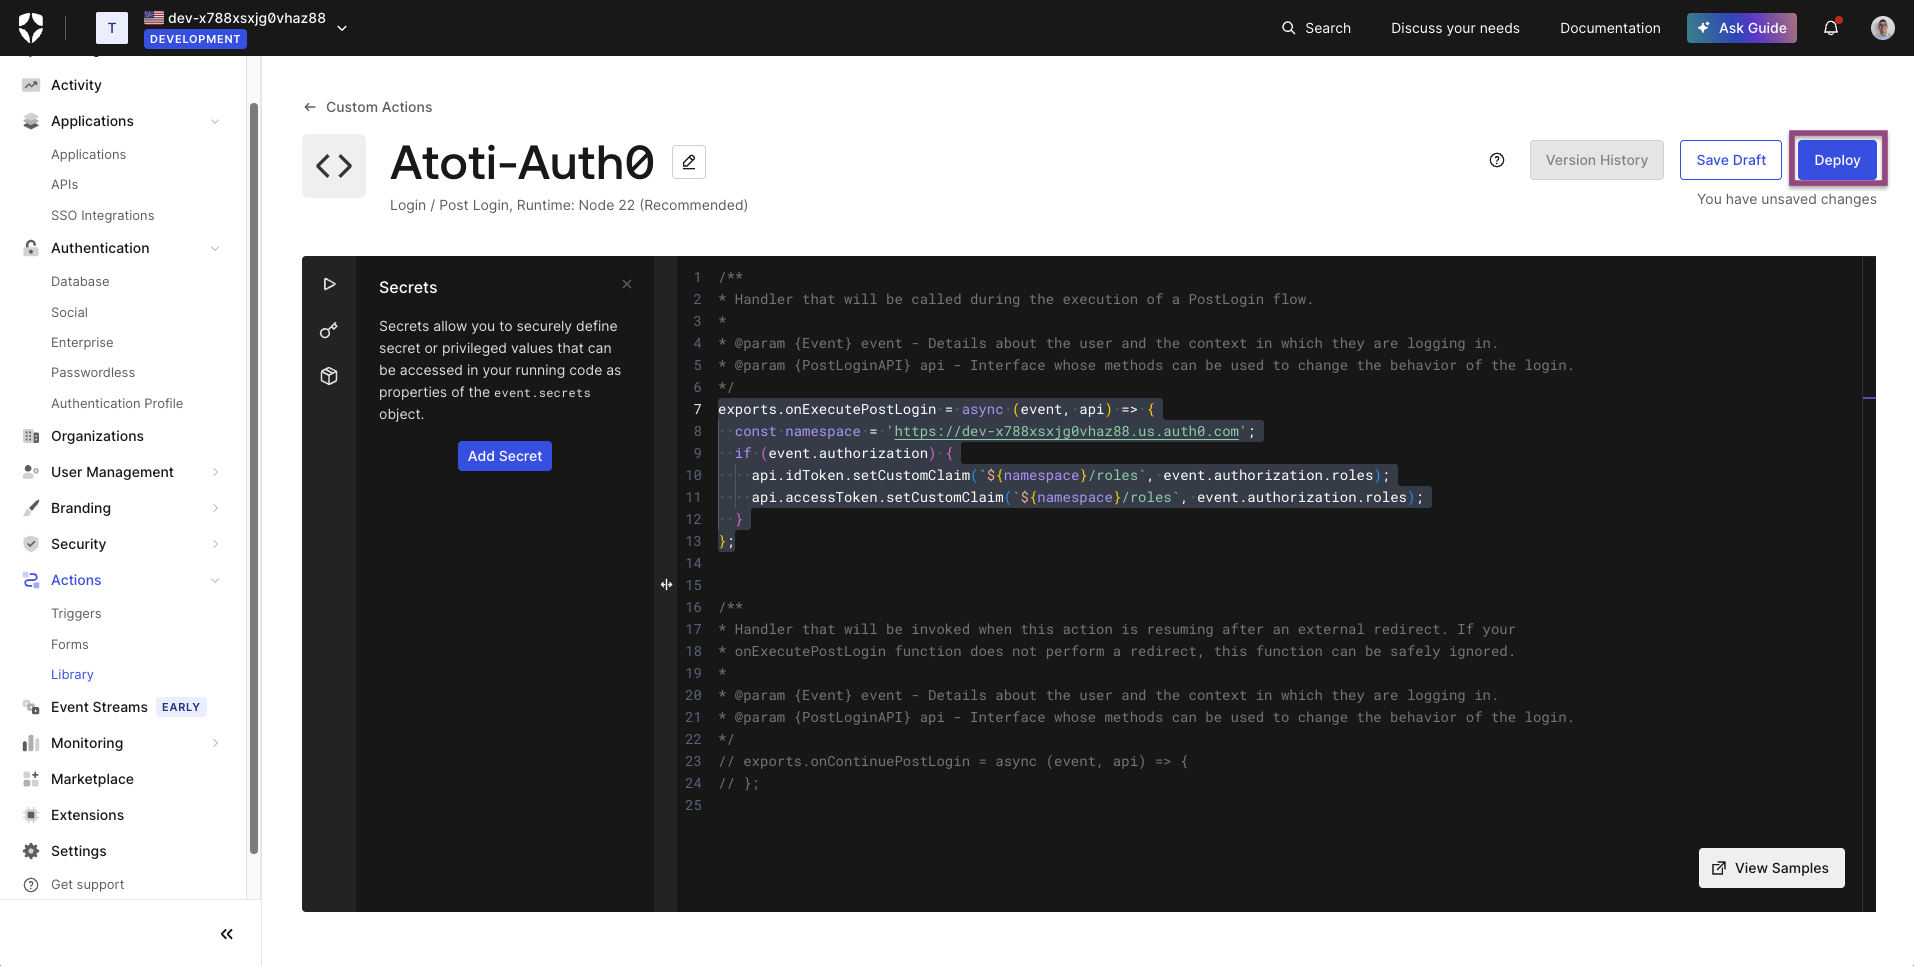 T
dev-x788xsxjg0vhaz88
DEVELOPMENT
Search
Discuss your needs
Documentation
Ask Guide
Activity
Applications
Applications
APIs
SSO Integrations
Authentication
Database
Social
Enterprise
Passwordless
Authentication Profile
Organizations
User Management
Branding
Security
Actions
Triggers
Forms
Library
Event Streams EARLY
Monitoring
Marketplace
Extensions
Settings
Get support
Custom Actions
Atoti-Auth0
Login / Post Login, Runtime: Node 22 (Recommended)
Version History
Save Draft
Deploy
You have unsaved changes
Secrets
Secrets allow you to securely define
secret or privileged values that can
be accessed in your running code as
properties of the event.secrets
object.
Add Secret
1 /**
2 * Handler that will be called during the execution of a PostLogin flow.
3 *
4 * @param {Event} event - Details about the user and the context in which they are logging in.
5 * @param {PostLoginAPI} api - Interface whose methods can be used to change the behavior of the login.
6 */
7 exports.onExecutePostLogin = async (event, api) => {
8 const namespace = 'https://dev-x788xsxjg0vhaz88.us.auth0.com';
9 if (event.authorization) {
10 api.idToken.setCustomClaim(`${namespace}/roles`, event.authorization.roles);
11 api.accessToken.setCustomClaim(`${namespace}/roles`, event.authorization.roles);
12 }
13 };
14
15
16 /**
17 * Handler that will be invoked when this action is resuming after an external redirect. If your
18 * onExecutePostLogin function does not perform a redirect, this function can be safely ignored.
19 *
20 * @param {Event} event - Details about the user and the context in which they are logging in.
21 * @param {PostLoginAPI} api - Interface whose methods can be used to change the behavior of the login.
22 */
23 // exports.onContinuePostLogin = async (event, api) => {
24 // };
25
View Samples